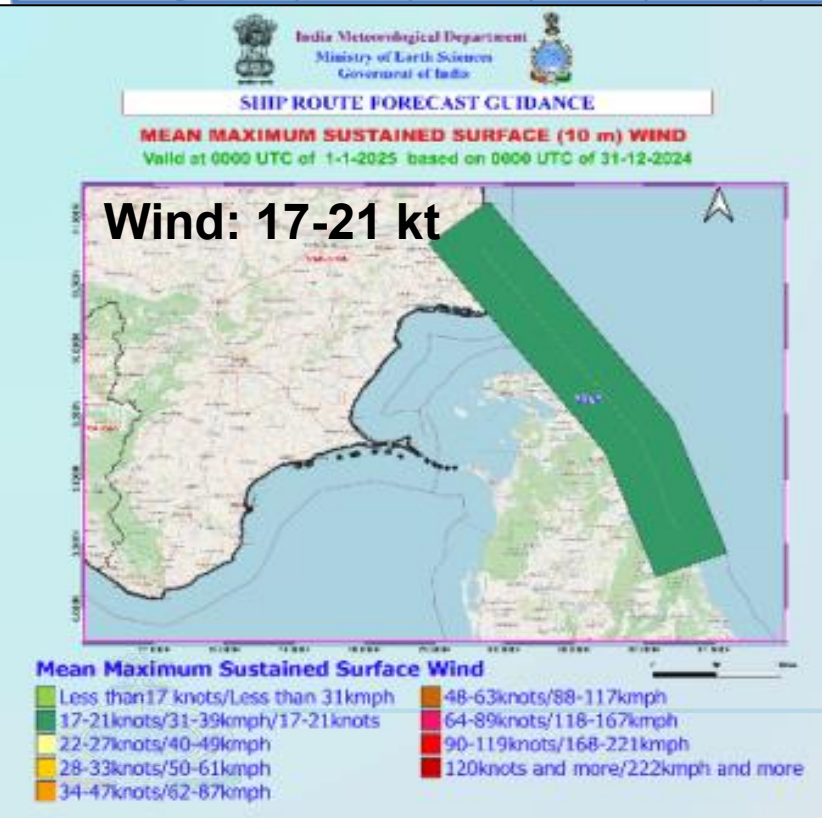 India Meteorological Department
Ministry of Earth Sciences
Government of India
SHIP ROUTE FORECAST GUIDANCE
MEAN MAXIMUM SUSTAINED SURFACE (10 m) WIND
Valid at 0000 UTC of 1-1-2025 based on 0000 UTC of 31-12-2024
Wind: 17-21 kt
Mean Maximum Sustained Surface Wind
Less than17 knots/Less than 31kmph
17-21knots/31-39kmph/17-21knots
22-27knots/40-49kmph
28-33knots/50-61kmph
34-47knots/62-87kmph
48-63knots/88-117kmph
64-89knots/118-167kmph
90-119knots/168-221kmph
120knots and more/222kmph and more